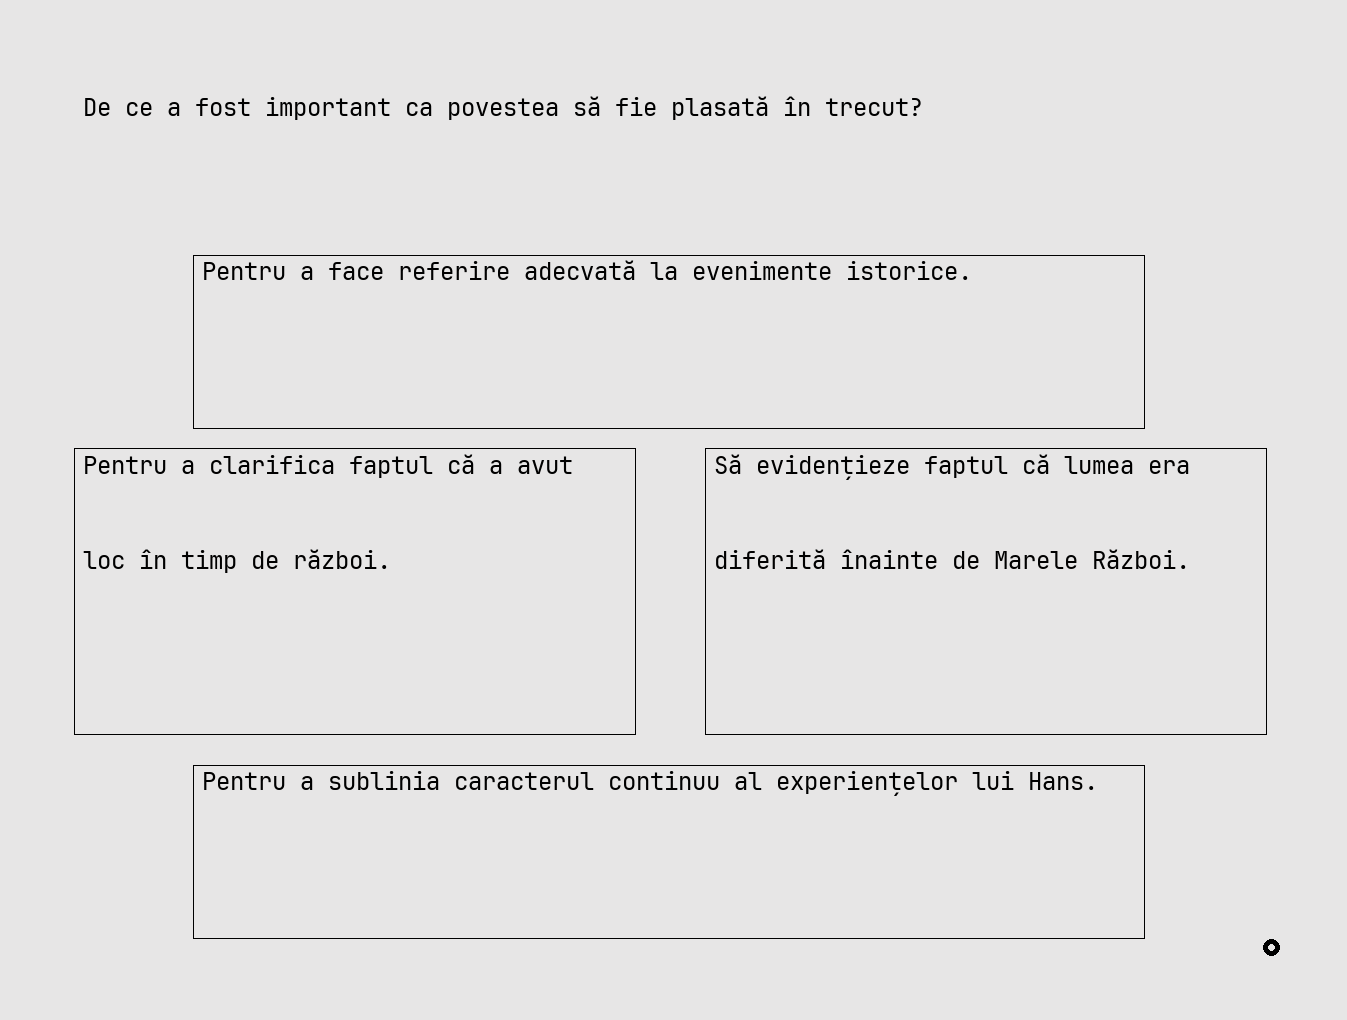 De ce a fost important ca povestea să fie plasată în trecut?
Pentru a face referire adecvată la evenimente istorice.
Pentru a clarifica faptul că a avut
loc în timp de război.
Să evidențieze faptul că lumea era
diferită înainte de Marele Război.
Pentru a sublinia caracterul continuu al experiențelor lui Hans.